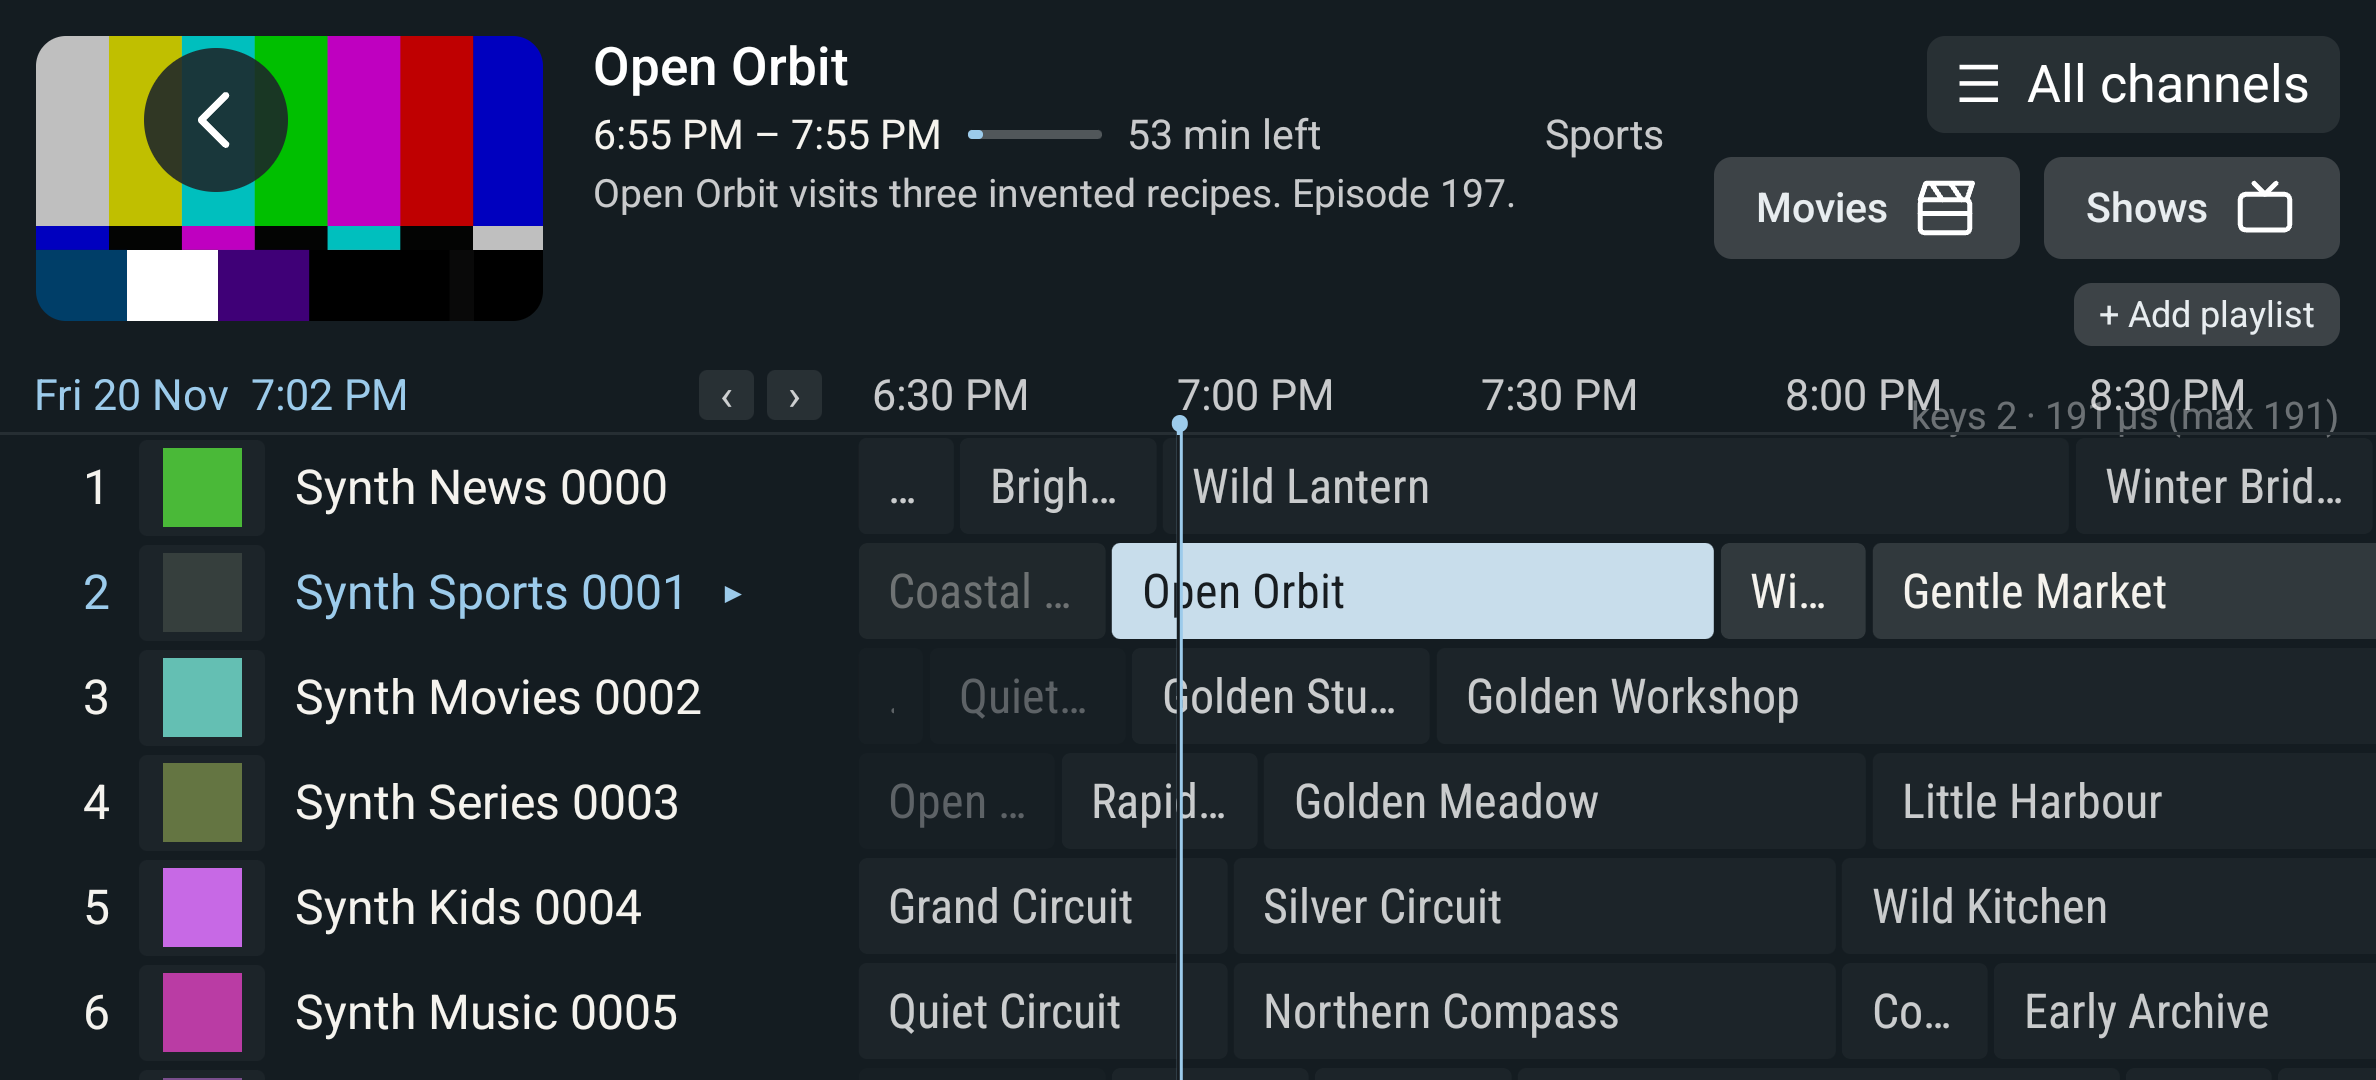 Open Orbit
6:55 PM – 7:55 PM 53 min left Sports
Open Orbit visits three invented recipes. Episode 197.
☰ All channels
Movies Shows
+ Add playlist
Fri 20 Nov 7:02 PM ‹ › 6:30 PM 7:00 PM 7:30 PM 8:00 PM 8:30 PM
keys 2 · 191 µs (max 191)
1 Synth News 0000 ... Brigh... Wild Lantern Winter Brid...
2 Synth Sports 0001 ▸ Coastal ... Open Orbit Wi... Gentle Market
3 Synth Movies 0002 . Quiet... Golden Stu... Golden Workshop
4 Synth Series 0003 Open ... Rapid... Golden Meadow Little Harbour
5 Synth Kids 0004 Grand Circuit Silver Circuit Wild Kitchen
6 Synth Music 0005 Quiet Circuit Northern Compass Co... Early Archive